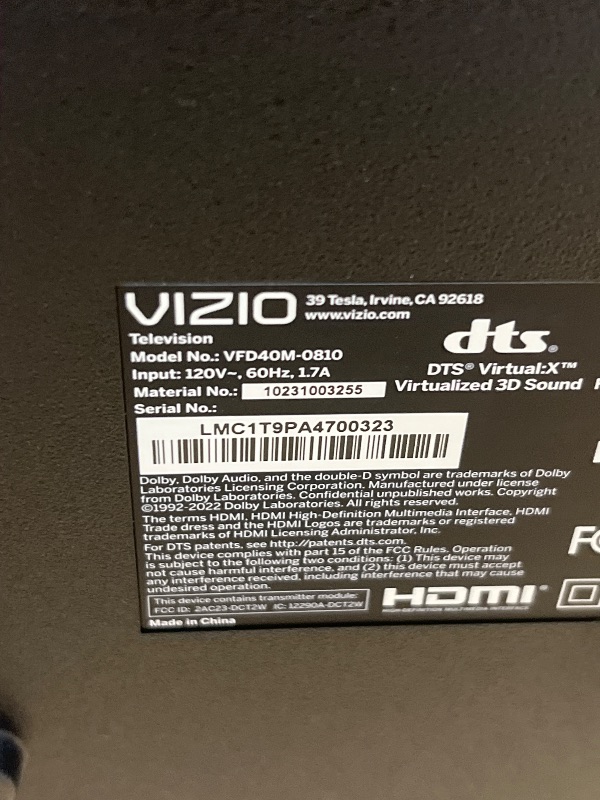 VIZIO
39 Tesla, Irvine, CA 92618
www.vizio.com
Television
Model No.: VFD40M-0810
Input: 120V~, 60Hz, 1.7A
Material No.: 10231003255
Serial No.:
LMC1T9PA4700323
dts®
DTS® Virtual:X™
Virtualized 3D Sound
Dolby, Dolby Audio, and the double-D symbol are trademarks of Dolby
Laboratories Licensing Corporation. Manufactured under license
from Dolby Laboratories. Confidential unpublished works. Copyright
©1992-2022 Dolby Laboratories. All rights reserved.
The terms HDMI, HDMI High-Definition Multimedia Interface, HDMI
Trade dress and the HDMI Logos are trademarks or registered
trademarks of HDMI Licensing Administrator, Inc.
For DTS patents, see http://patents.dts.com.
This device complies with part 15 of the FCC Rules. Operation
is subject to the following two conditions: (1) This device may
not cause harmful interference, and (2) this device must accept
any interference received, including interference that may cause
undesired operation.
This device contains transmitter module:
FCC ID: 2AC23-DCT2W IC: 12290A-DCT2W
HDMI®
HIGH-DEFINITION MULTIMEDIA INTERFACE
Made in China